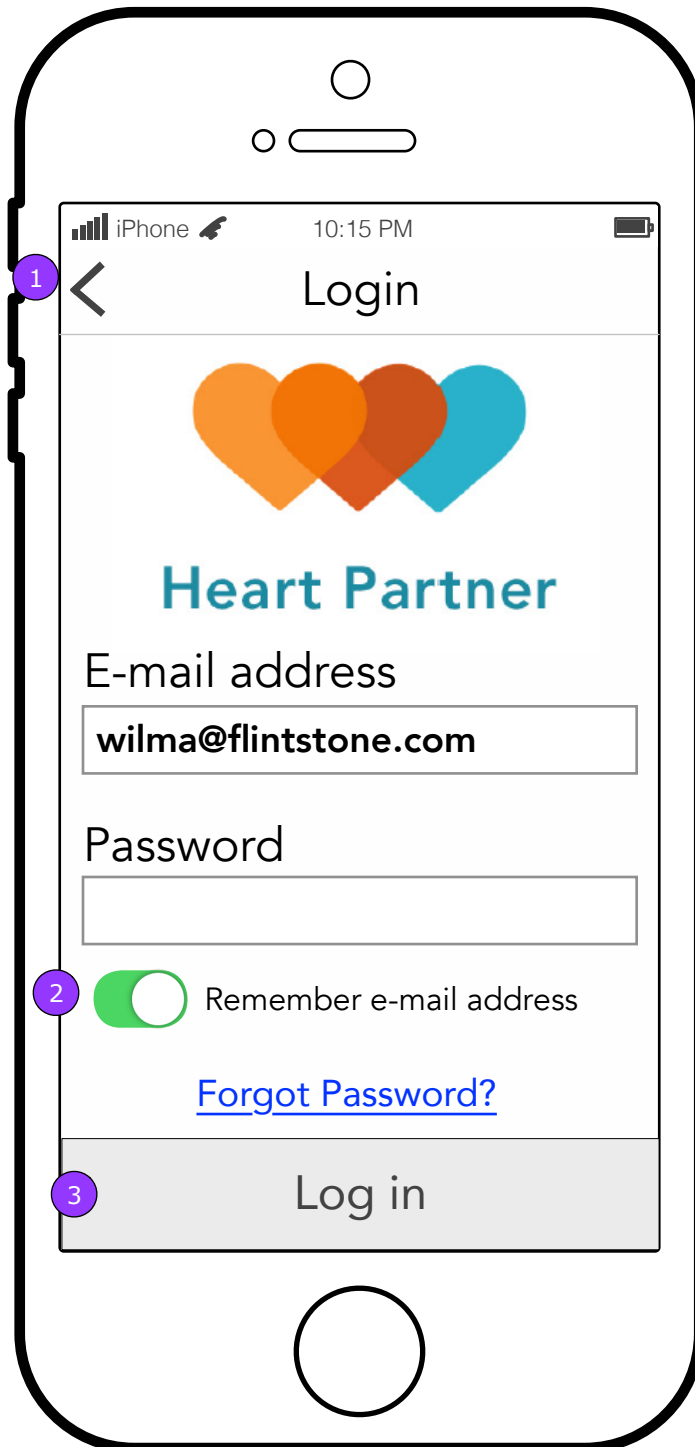 iPhone 10:15 PM
1
Login
Heart Partner
E-mail address
wilma@flintstone.com
Password
2 Remember e-mail address
Forgot Password?
3 Log in